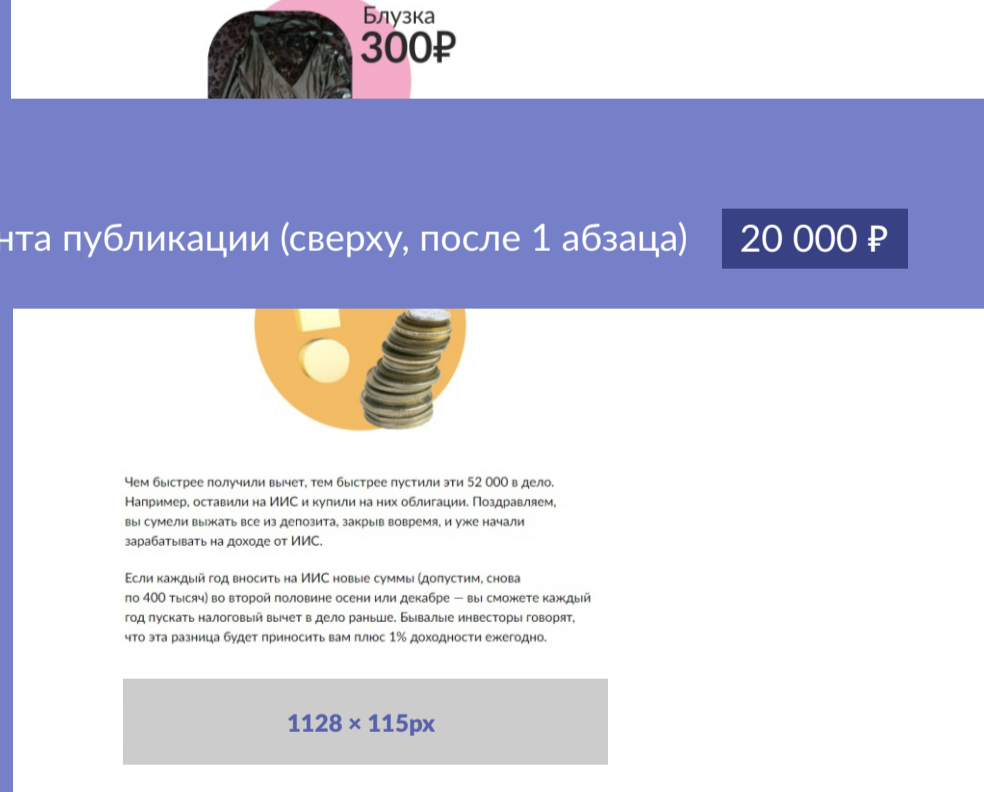 Блузка
300₽
нта публикации (сверху, после 1 абзаца)
20 000 ₽
Чем быстрее получили вычет, тем быстрее пустили эти 52 000 в дело.
Например, оставили на ИИС и купили на них облигации. Поздравляем,
вы сумели выжать все из депозита, закрыв вовремя, и уже начали
зарабатывать на доходе от ИИС.
Если каждый год вносить на ИИС новые суммы (допустим, снова
по 400 тысяч) во второй половине осени или декабре — вы сможете каждый
год пускать налоговый вычет в дело раньше. Бывалые инвесторы говорят,
что эта разница будет приносить вам плюс 1% доходности ежегодно.
1128 × 115px